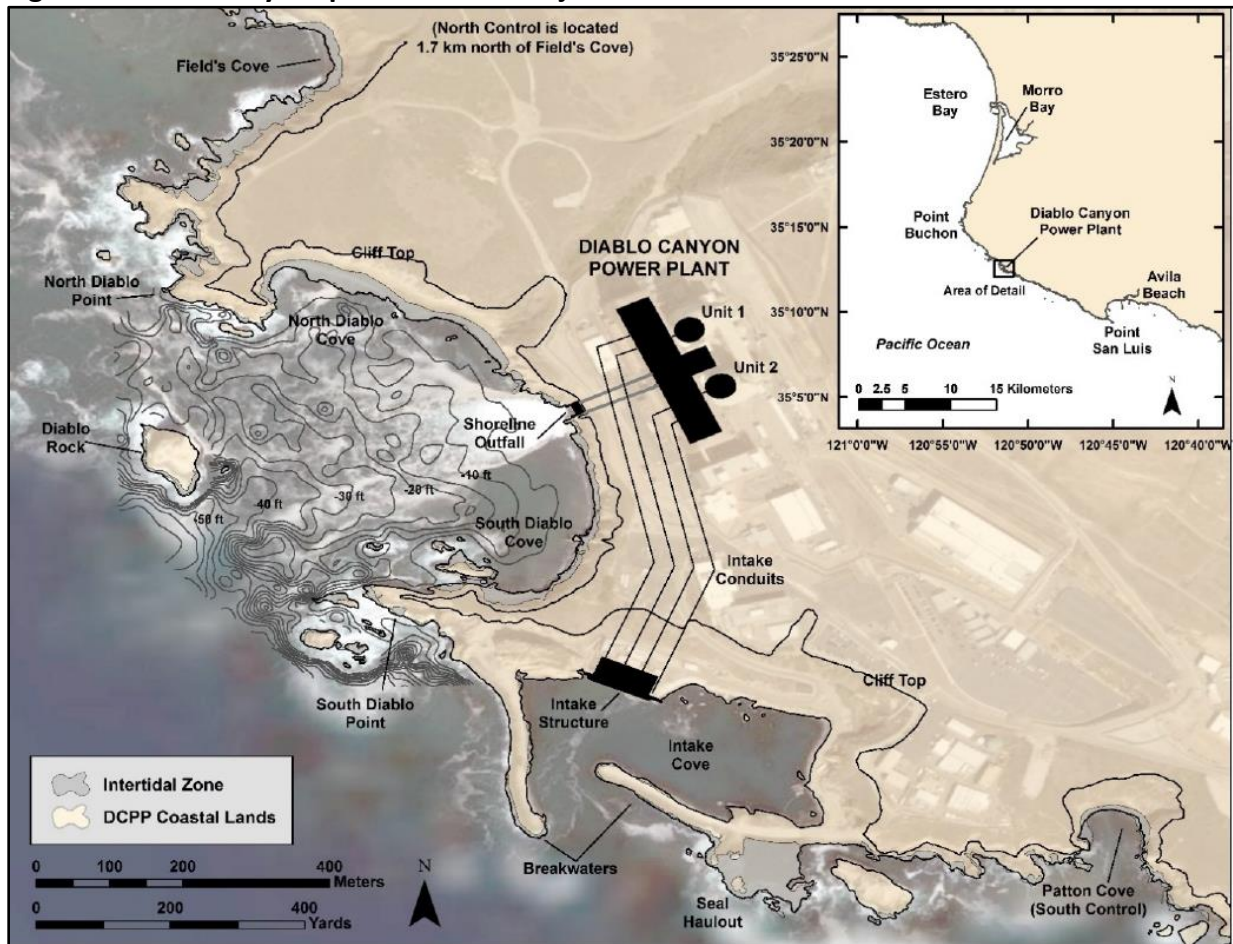 (North Control is located
1.7 km north of Field's Cove)
Field's Cove
Cliff Top
North Diablo
Point
North Diablo
Cove
DIABLO CANYON
POWER PLANT
Unit 1
Unit 2
Shoreline
Outfall
Diablo
Rock
-10 ft
-20 ft
-30 ft
-40 ft
-50 ft
South Diablo
Cove
Intake
Conduits
South Diablo
Point
Intake
Structure
Intake
Cove
Cliff Top
Breakwaters
Seal
Haulout
Patton Cove
(South Control)
Intertidal Zone
DCPP Coastal Lands
0 100 200 400
Meters
0 200 400
Yards
N
35°25'0"N
35°20'0"N
35°15'0"N
35°10'0"N
35°5'0"N
Estero
Bay
Morro
Bay
Point
Buchon
Diablo Canyon
Power Plant
Area of Detail
Avila
Beach
Point
San Luis
Pacific Ocean
0 2.5 5 10 15 Kilometers
N
121°0'0"W 120°55'0"W 120°50'0"W 120°45'0"W 120°40'0"W